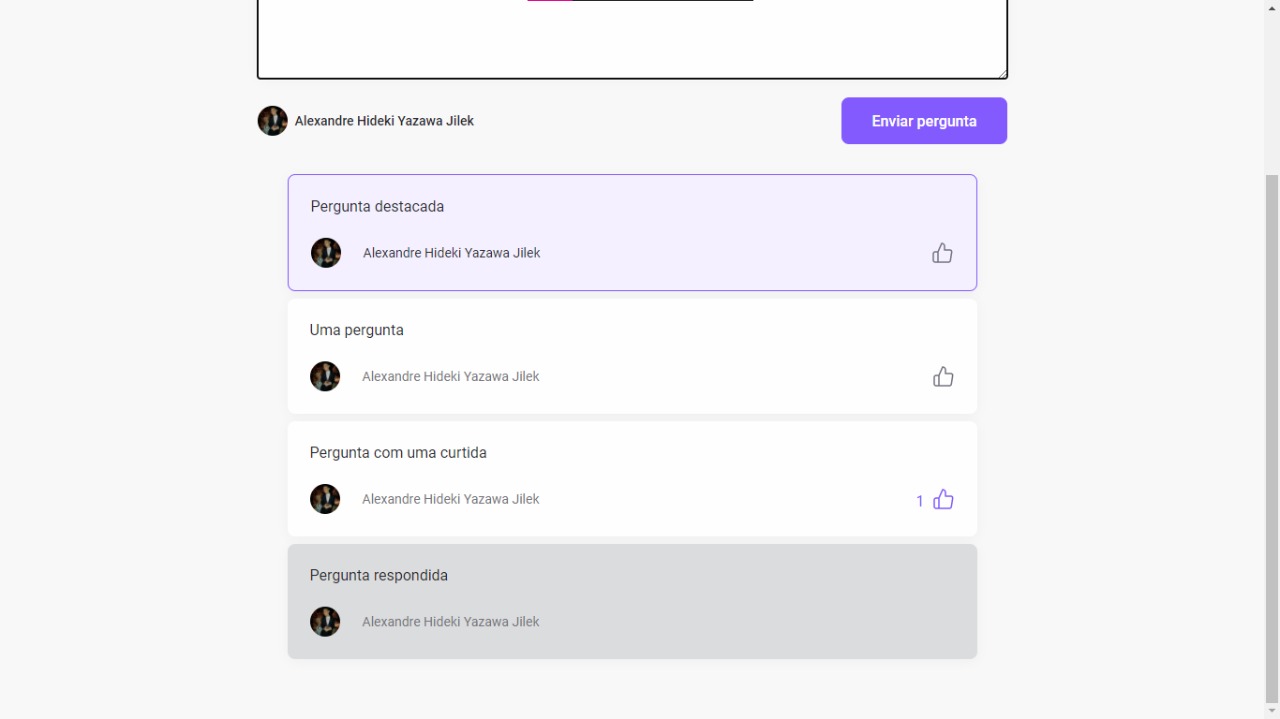 Alexandre Hideki Yazawa Jilek
Enviar pergunta
Pergunta destacada
Alexandre Hideki Yazawa Jilek
Uma pergunta
Alexandre Hideki Yazawa Jilek
Pergunta com uma curtida
Alexandre Hideki Yazawa Jilek
1
Pergunta respondida
Alexandre Hideki Yazawa Jilek